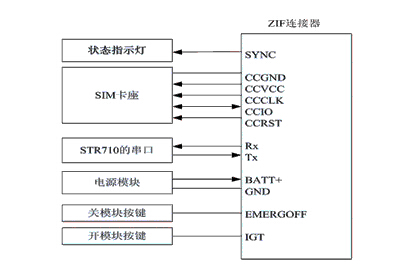 ZIF连接器
状态指示灯
SYNC
SIM卡座
CCGND
CCVCC
CCCLK
CCIO
CCRST
STR710的串口
Rx
Tx
电源模块
BATT+
GND
关模块按键
EMERGOFF
开模块按键
IGT